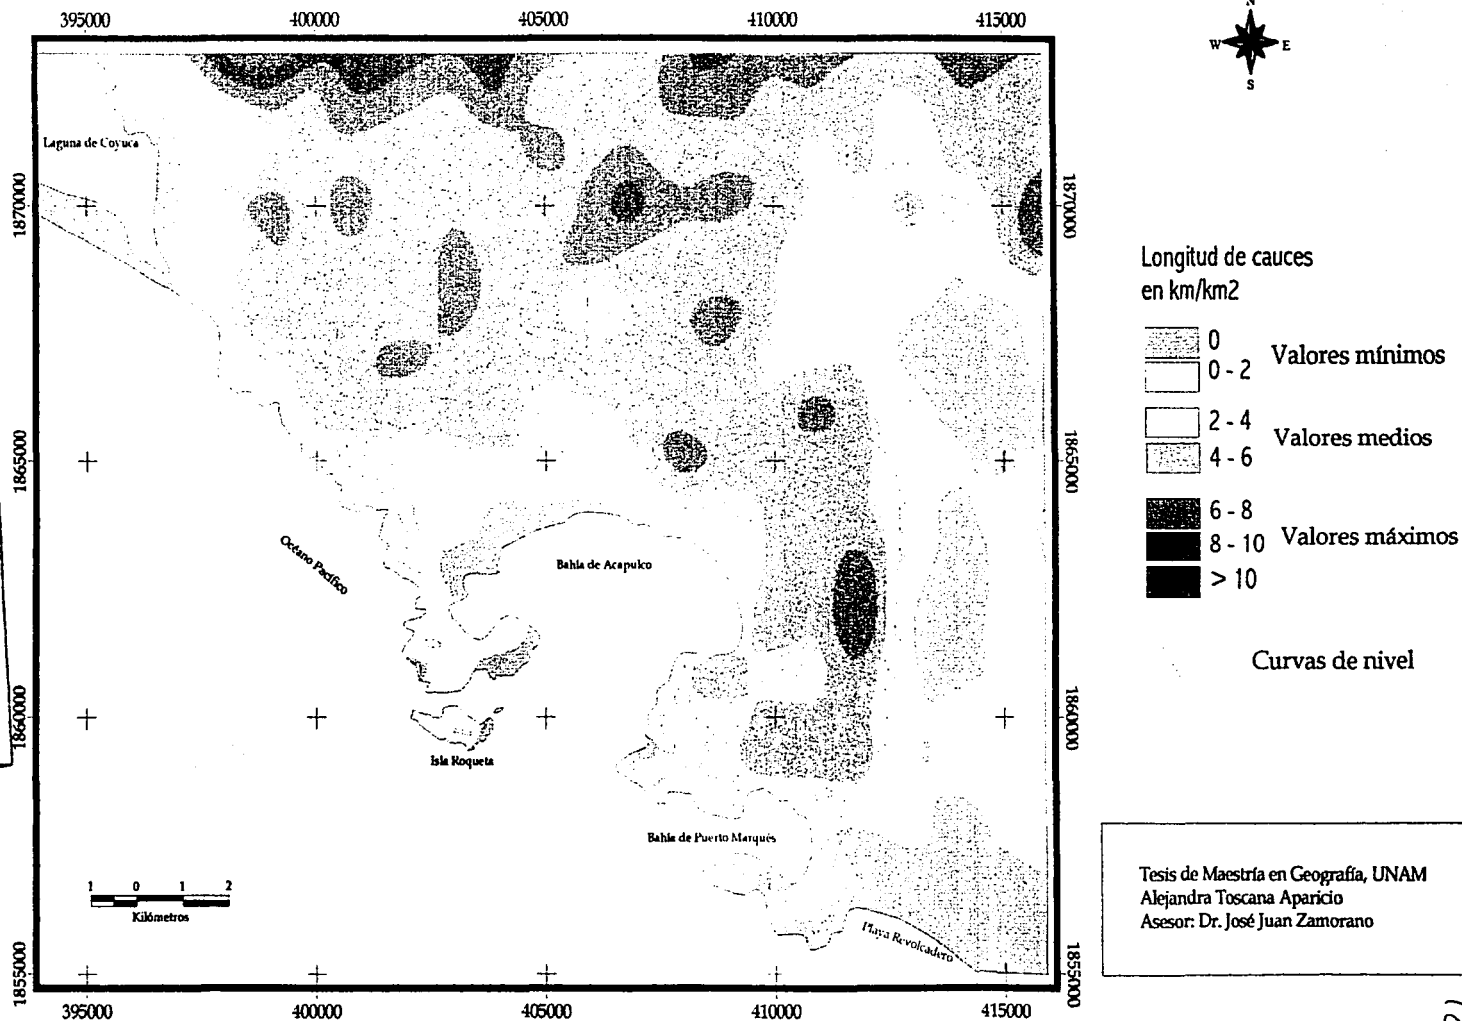 395000 400000 405000 410000 415000
N
W E
S
Laguna de Coyuca
1870000
1870000
Longitud de cauces
en km/km2
0
0 - 2
Valores mínimos
2 - 4
4 - 6
Valores medios
6 - 8
8 - 10
> 10
Valores máximos
Curvas de nivel
1865000
1865000
Océano Pacífico
Bahía de Acapulco
1860000
1860000
Isla Roqueta
Bahía de Puerto Marqués
Playa Revolcadero
1 0 1 2
Kilómetros
1855000
1855000
395000 400000 405000 410000 415000
Tesis de Maestría en Geografía, UNAM
Alejandra Toscana Aparicio
Asesor: Dr. José Juan Zamorano